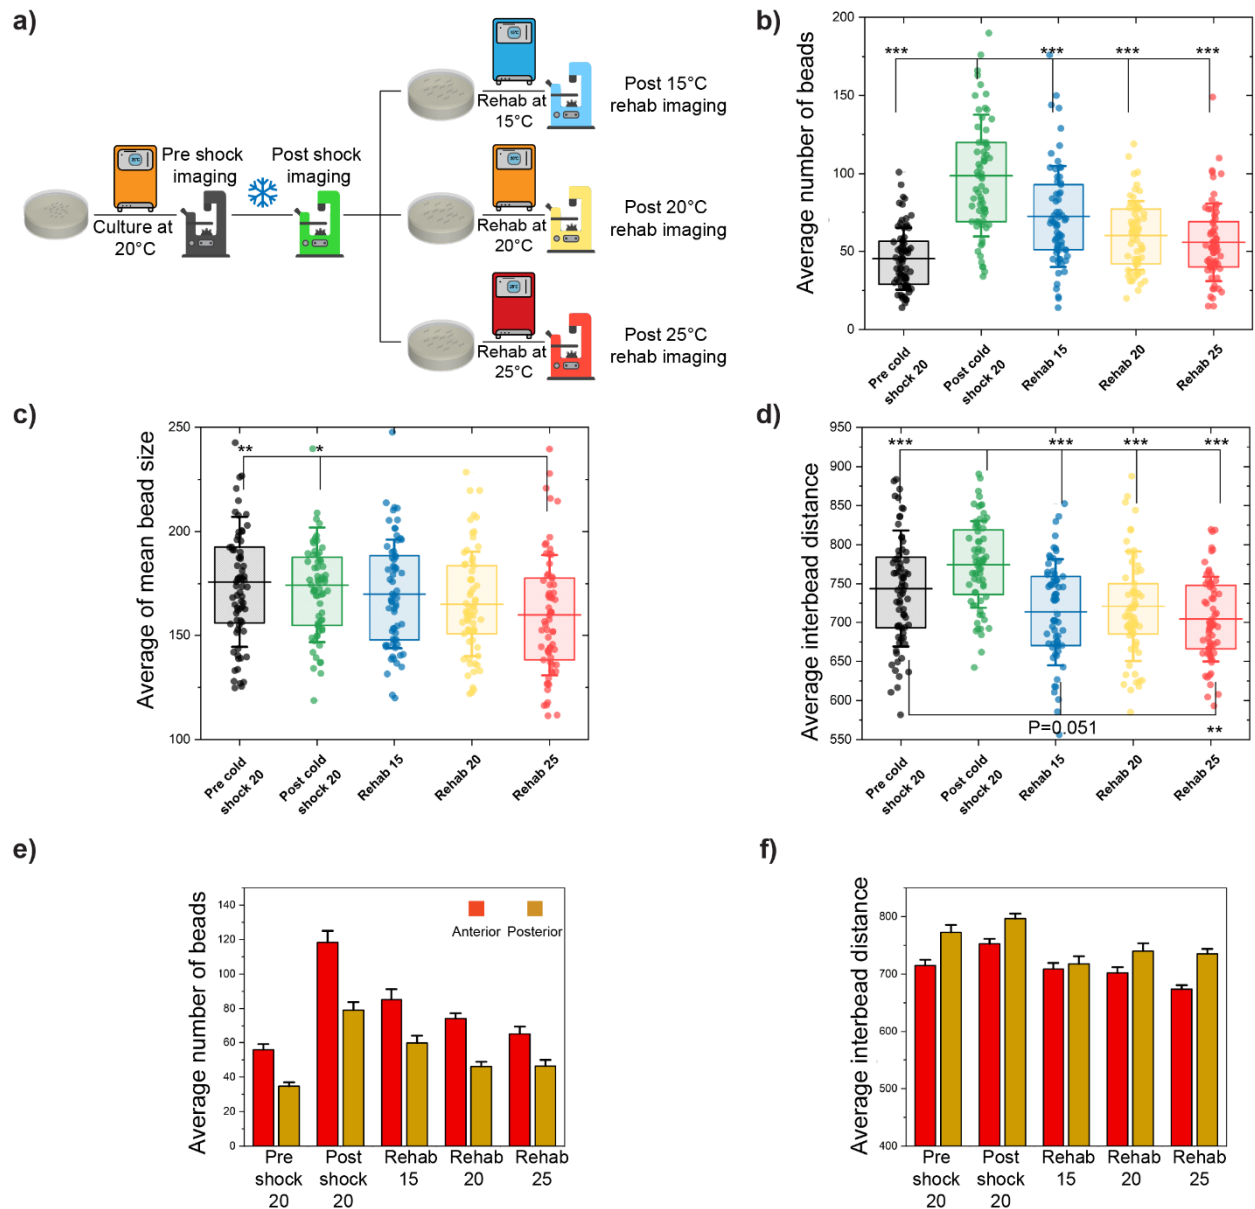 a)
Culture at
20°C
Pre shock
imaging
Post shock
imaging
Rehab at
15°C
Post 15°C
rehab imaging
Rehab at
20°C
Post 20°C
rehab imaging
Rehab at
25°C
Post 25°C
rehab imaging
b)
Average number of beads
200
150
100
50
0
*** *** *** ***
Pre cold
shock 20
Post cold
shock 20
Rehab 15
Rehab 20
Rehab 25
c)
Average of mean bead size
250
200
150
100
** *
Pre cold
shock 20
Post cold
shock 20
Rehab 15
Rehab 20
Rehab 25
d)
Average interbead distance
950
900
850
800
750
700
650
600
550
*** *** *** ***
P=0.051
**
Pre cold
shock 20
Post cold
shock 20
Rehab 15
Rehab 20
Rehab 25
e)
Average number of beads
140
120
100
80
60
40
20
0
Anterior Posterior
Pre
shock
20
Post
shock
20
Rehab
15
Rehab
20
Rehab
25
f)
Average interbead distance
800
700
600
500
400
Pre
shock
20
Post
shock
20
Rehab
15
Rehab
20
Rehab
25